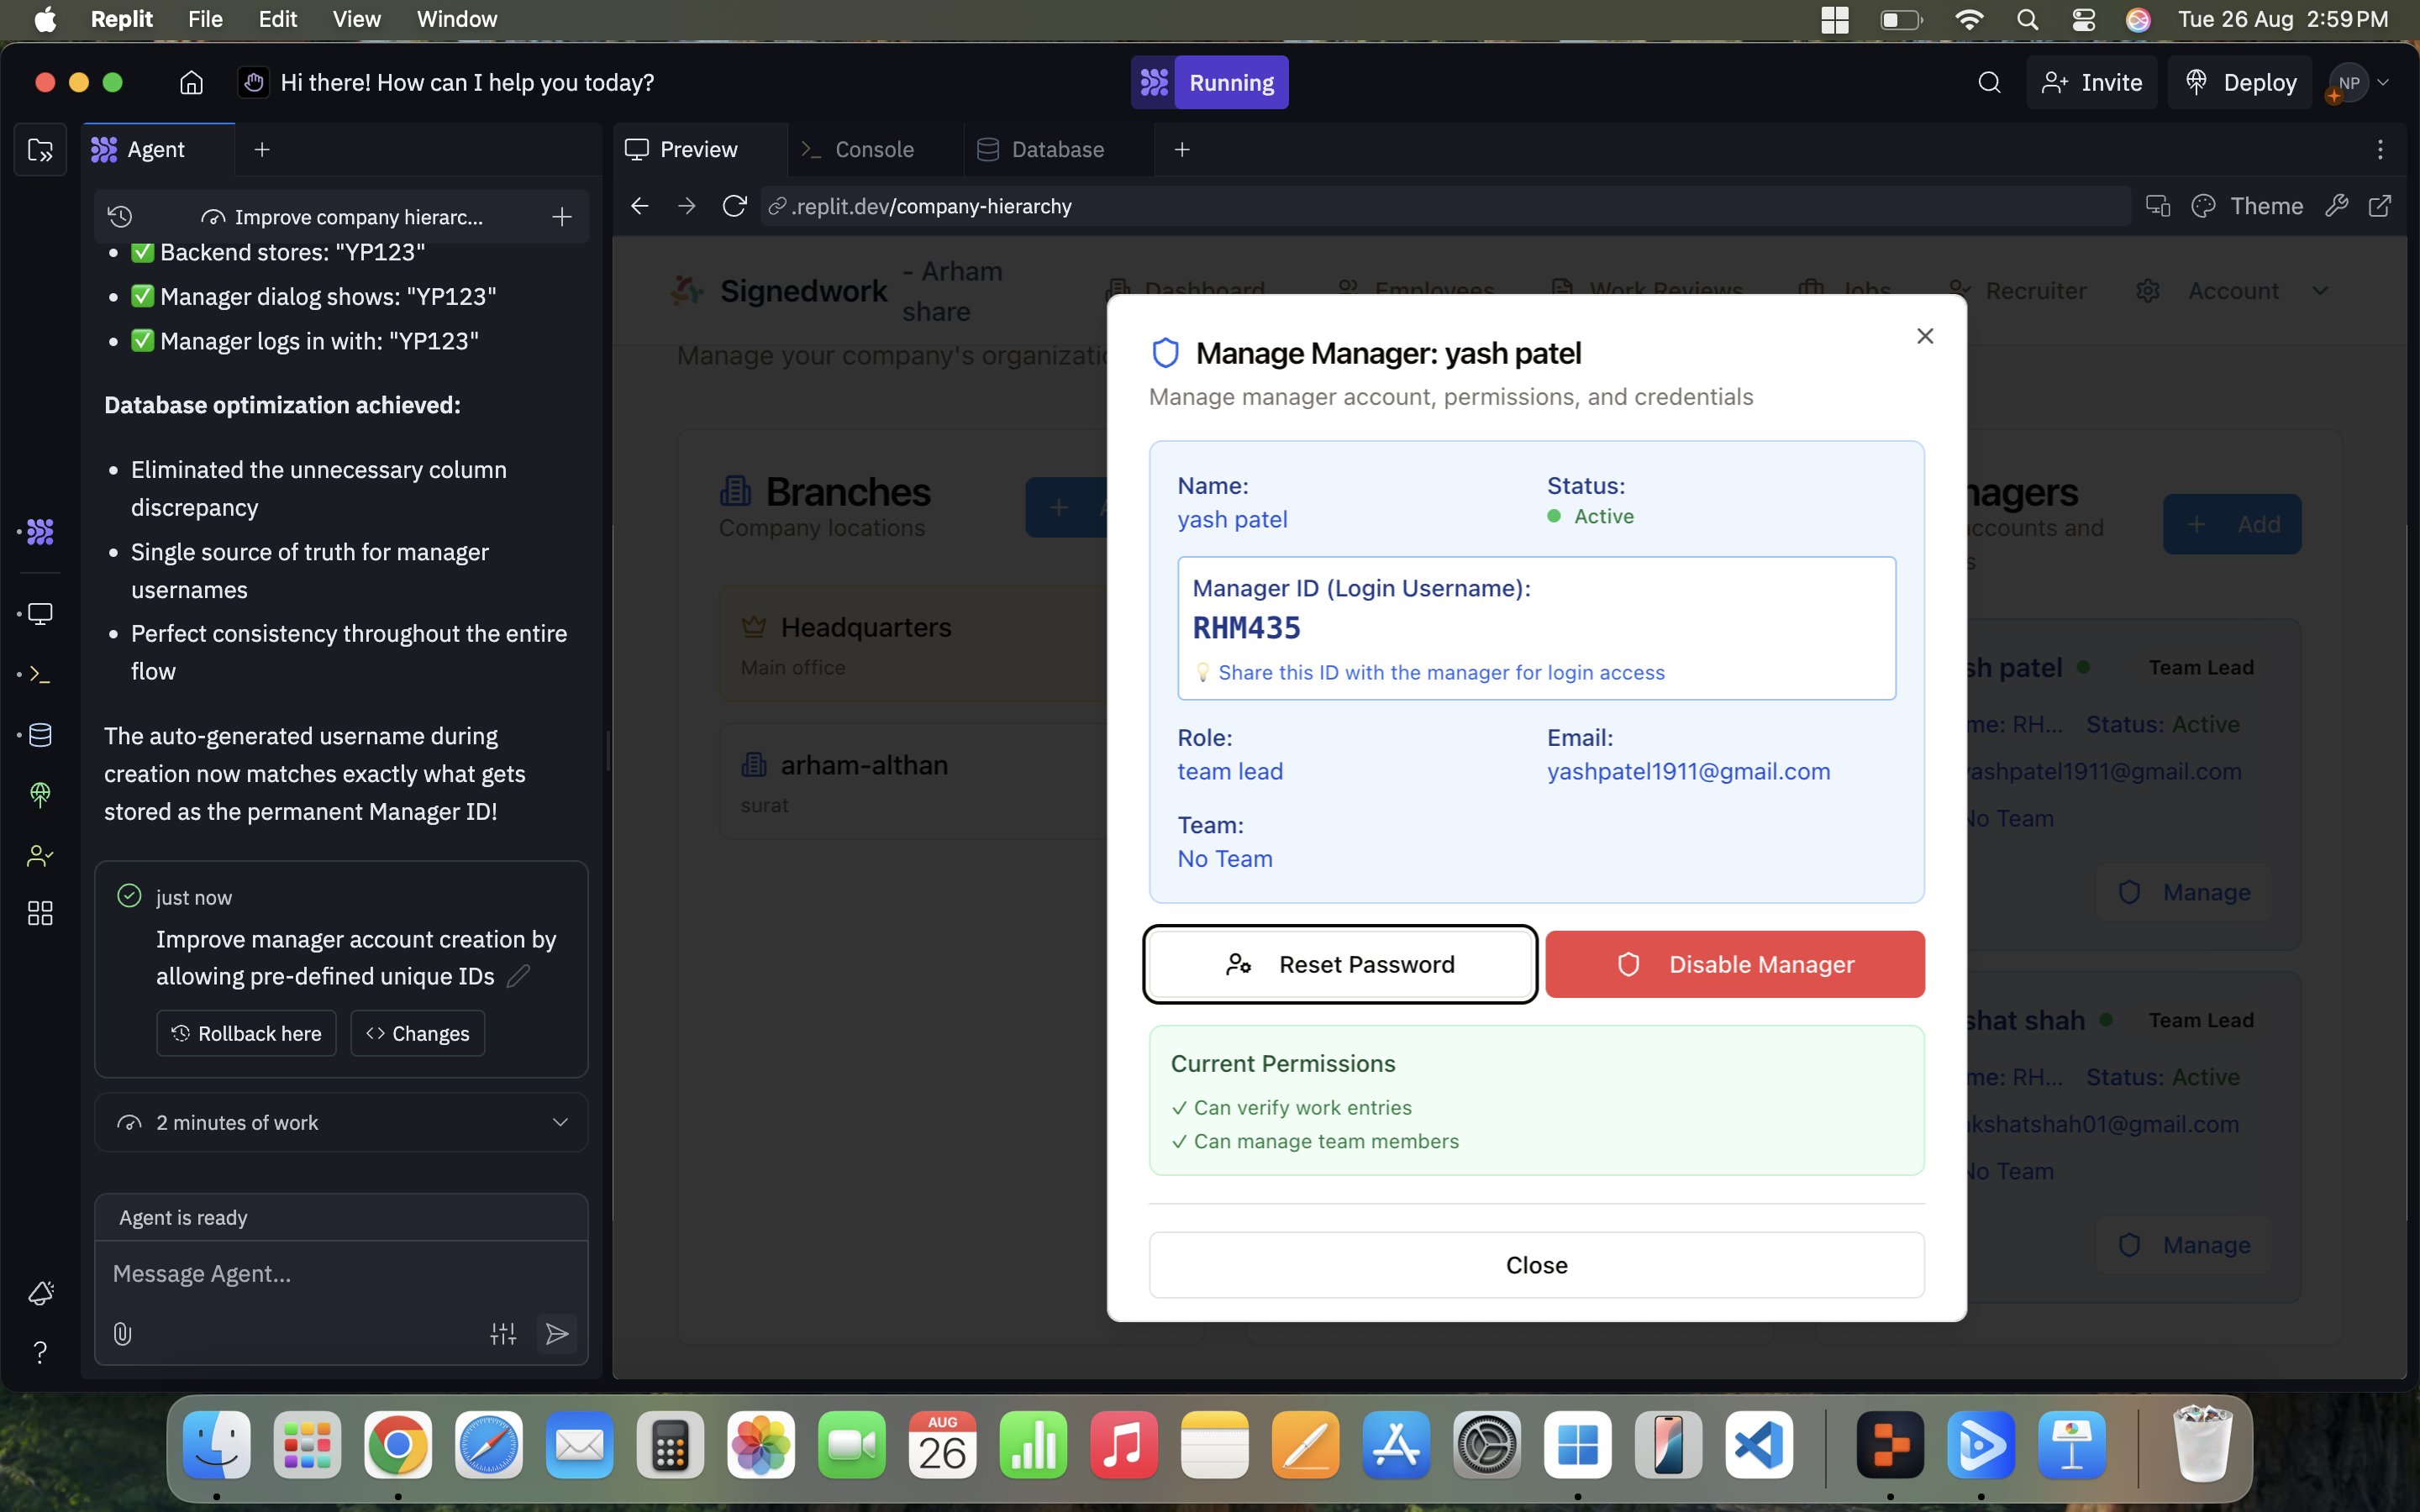 Replit File Edit View Window Tue 26 Aug 2:59 PM
Hi there! How can I help you today?
Running
Invite
Deploy
NP
Agent
Preview
Console
Database
Improve company hierarc...
.replit.dev/company-hierarchy
Theme
• ✅ Backend stores: "YP123"
• ✅ Manager dialog shows: "YP123"
• ✅ Manager logs in with: "YP123"
Database optimization achieved:
• Eliminated the unnecessary column
discrepancy
• Single source of truth for manager
usernames
• Perfect consistency throughout the entire
flow
The auto-generated username during
creation now matches exactly what gets
stored as the permanent Manager ID!
just now
Improve manager account creation by
allowing pre-defined unique IDs
Rollback here
Changes
2 minutes of work
Agent is ready
Message Agent...
Signedwork
- Arham
share
Dashboard
Employees
Work Reviews
Jobs
Recruiter
Account
Manage your company's organizatio
Branches
Company locations
Headquarters
Main office
arham-althan
surat
Manage Manager: yash patel
Manage manager account, permissions, and credentials
Name:
yash patel
Status:
Active
Manager ID (Login Username):
RHM435
💡 Share this ID with the manager for login access
Role:
team lead
Email:
yashpatel1911@gmail.com
Team:
No Team
Reset Password
Disable Manager
Current Permissions
✓ Can verify work entries
✓ Can manage team members
Close
nagers
accounts and
Add
sh patel
Team Lead
me: RH... Status: Active
yashpatel1911@gmail.com
No Team
Manage
shat shah
Team Lead
me: RH... Status: Active
akshatshah01@gmail.com
No Team
Manage
AUG
26